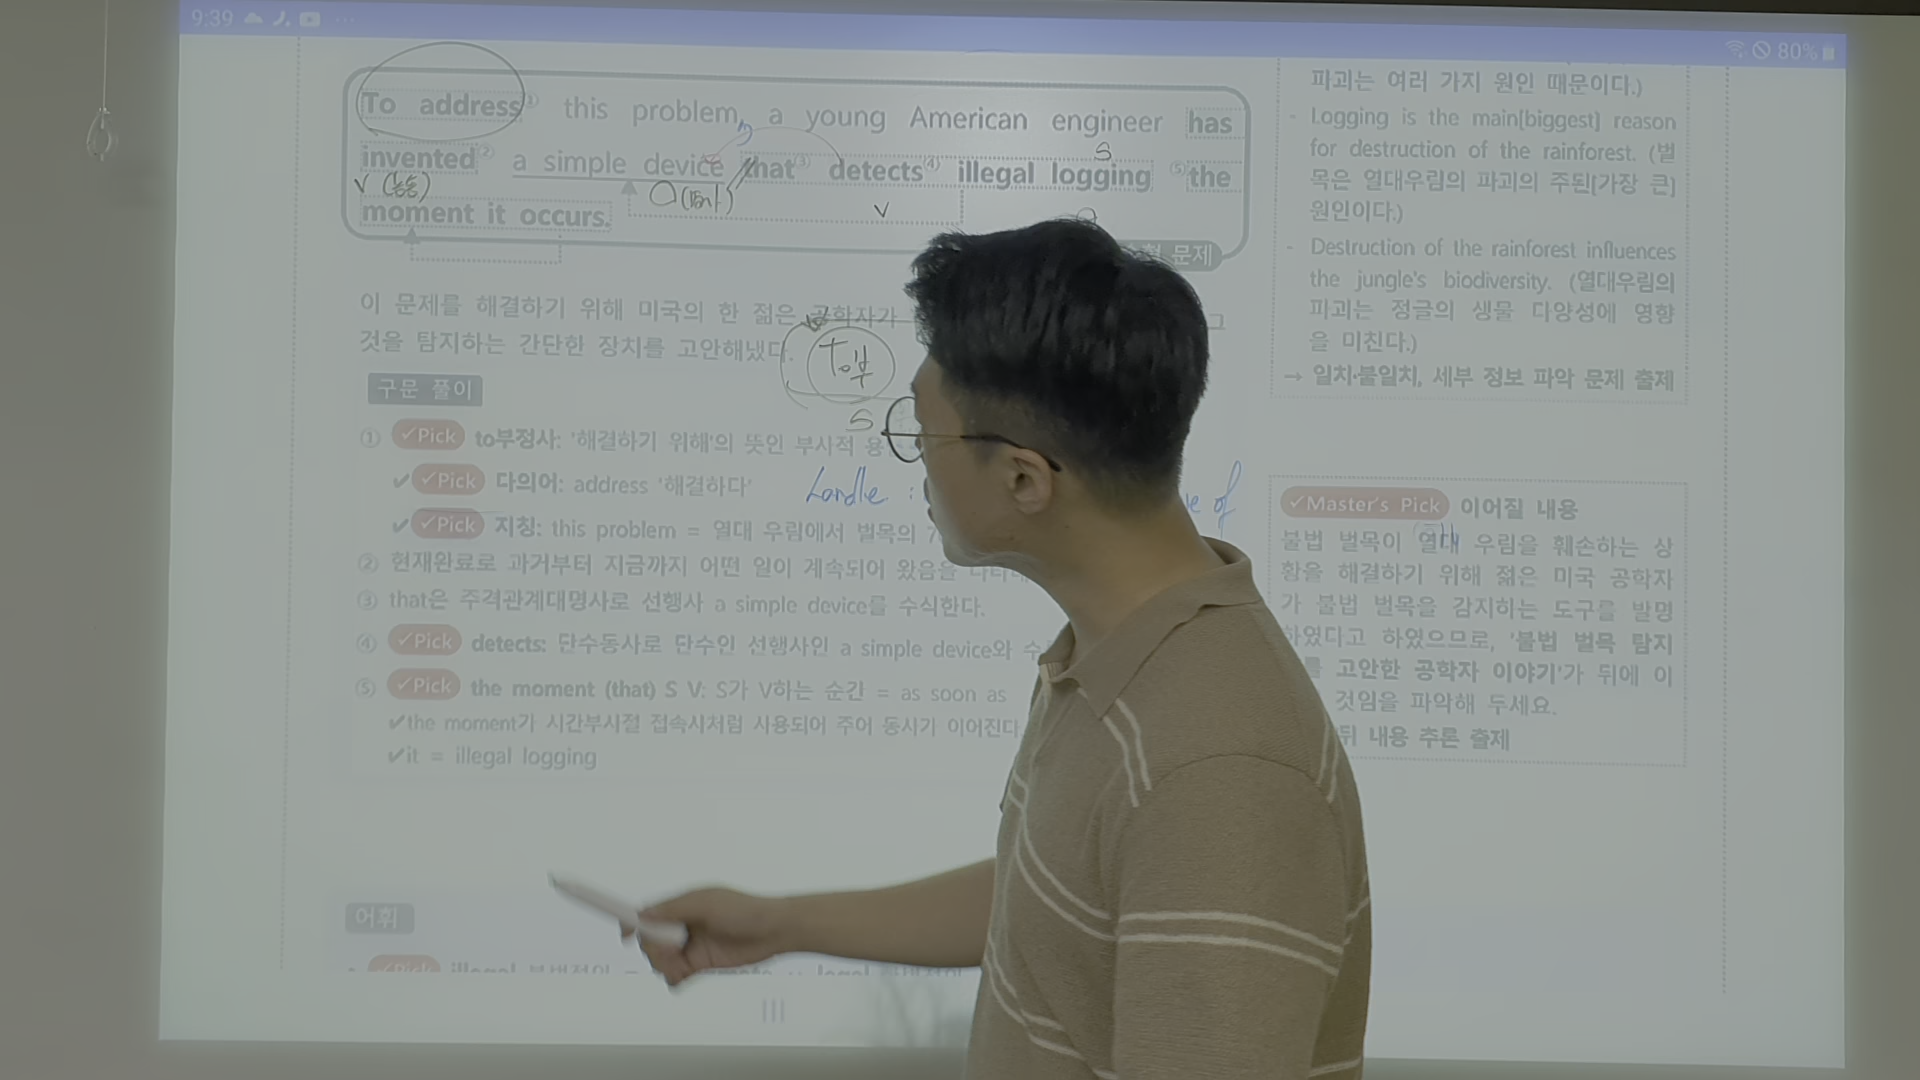 9:39
80%
To address① this problem, a young American engineer has
invented② a simple device that③ detects④ illegal logging ⑤the
moment it occurs.
s
v (능동)
v
문제
이 문제를 해결하기 위해 미국의 한 젊은 공학자가 그
것을 탐지하는 간단한 장치를 고안해냈다.
To부
s
구문 풀이
① ✓Pick to부정사: '해결하기 위해'의 뜻인 부사적
✔ ✓Pick 다의어: address '해결하다'
handle : of
✔ ✓Pick 지칭: this problem = 열대 우림에서 벌목의
② 현재완료로 과거부터 지금까지 어떤 일이 계속되어 왔음을
③ that은 주격관계대명사로 선행사 a simple device를 수식한다.
④ ✓Pick detects: 단수동사로 단수인 선행사인 a simple device와
⑤ ✓Pick the moment (that) S V: S가 V하는 순간 = as soon as
✔the moment가 시간부사절 접속사처럼 사용되어 주어 동사가 이어진다
✔it = illegal logging
어휘
파괴는 여러 가지 원인 때문이다.)
- Logging is the main[biggest] reason
for destruction of the rainforest. (벌
목은 열대우림의 파괴의 주된[가장 큰]
원인이다.)
- Destruction of the rainforest influences
the jungle's biodiversity. (열대우림의
파괴는 정글의 생물 다양성에 영향
을 미친다.)
→ 일치·불일치, 세부 정보 파악 문제 출제
✓Master's Pick 이어질 내용
불법 벌목이 열대 우림을 훼손하는 상
황을 해결하기 위해 젊은 미국 공학자
가 불법 벌목을 감지하는 도구를 발명
하였다고 하였으므로, '불법 벌목 탐지
를 고안한 공학자 이야기'가 뒤에 이
것임을 파악해 두세요.
뒤 내용 추론 출제